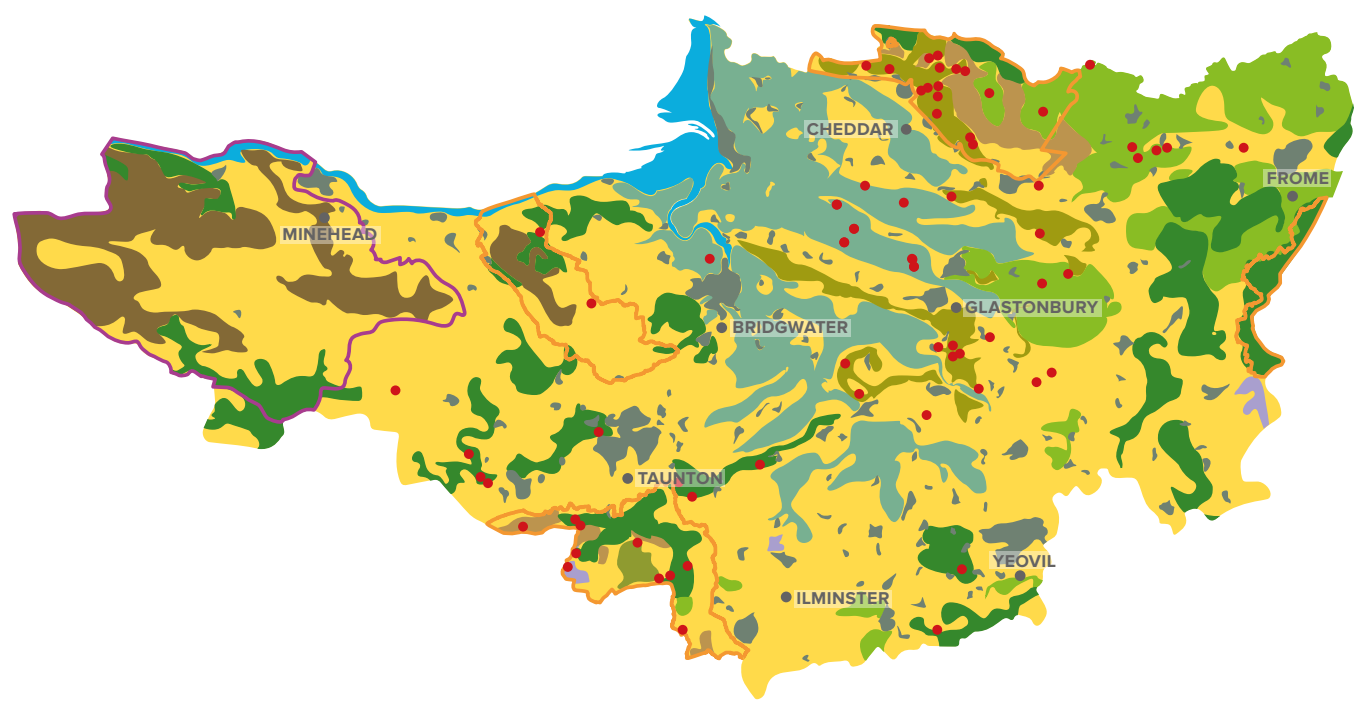 CHEDDAR
FROME
MINEHEAD
GLASTONBURY
BRIDGWATER
TAUNTON
YEOVIL
ILMINSTER